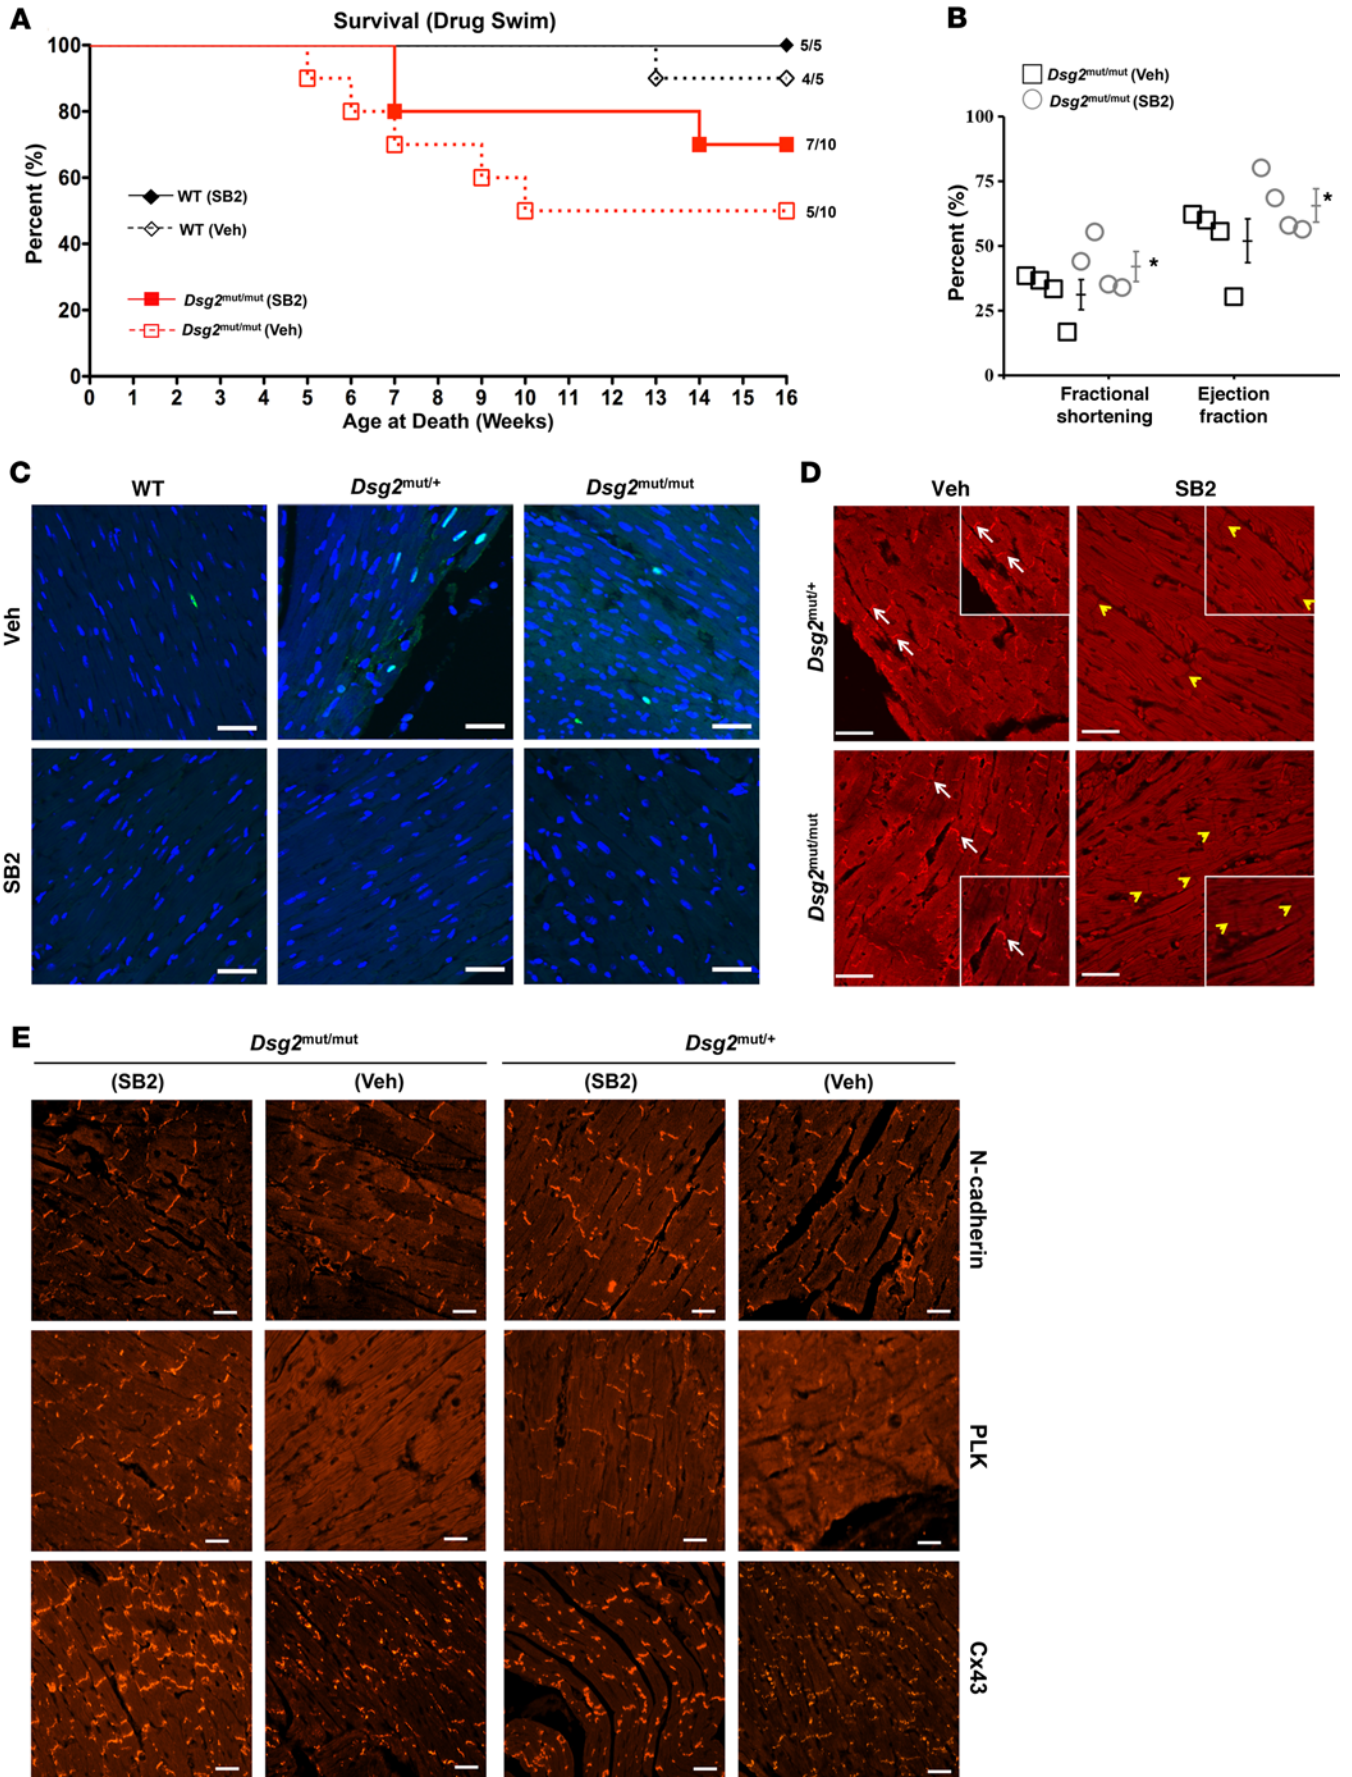 A
Survival (Drug Swim)
100
80
60
40
20
0
Percent (%)
5/5
4/5
7/10
5/10
WT (SB2)
WT (Veh)
Dsg2mut/mut (SB2)
Dsg2mut/mut (Veh)
0 1 2 3 4 5 6 7 8 9 10 11 12 13 14 15 16
Age at Death (Weeks)
B
Dsg2mut/mut (Veh)
Dsg2mut/mut (SB2)
100
75
50
25
0
Percent (%)
*
*
Fractional
shortening
Ejection
fraction
C
WT
Dsg2mut/+
Dsg2mut/mut
Veh
SB2
D
Veh
SB2
Dsg2mut/+
Dsg2mut/mut
E
Dsg2mut/mut
Dsg2mut/+
(SB2)
(Veh)
(SB2)
(Veh)
N-cadherin
PLK
Cx43